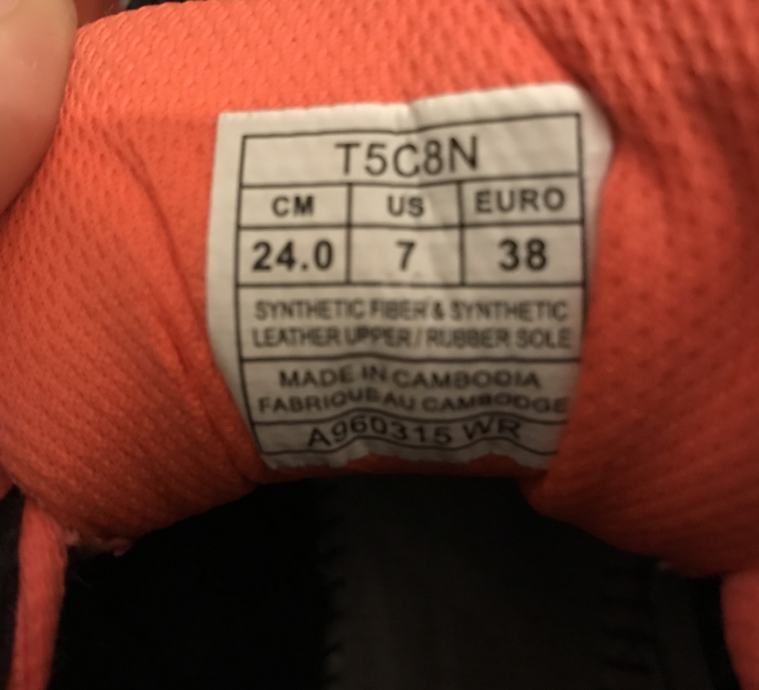 T5C8N
CM US EURO
24.0 7 38
SYNTHETIC FIBER & SYNTHETIC
LEATHER UPPER / RUBBER SOLE
MADE IN CAMBODIA
FABRIQUE AU CAMBODGE
A960315 WR